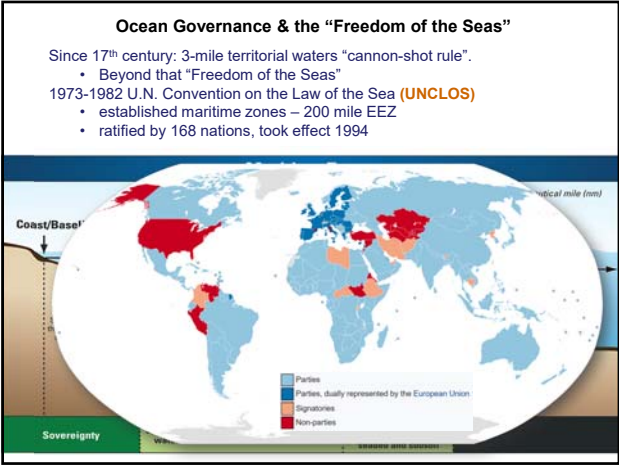 Ocean Governance & the “Freedom of the Seas”
Since 17th century: 3-mile territorial waters “cannon-shot rule”.
• Beyond that “Freedom of the Seas”
1973-1982 U.N. Convention on the Law of the Sea (UNCLOS)
• established maritime zones – 200 mile EEZ
• ratified by 168 nations, took effect 1994
mile (nm)
Parties
Parties, dually represented by the European Union
Signatories
Non-parties
Sovereignty